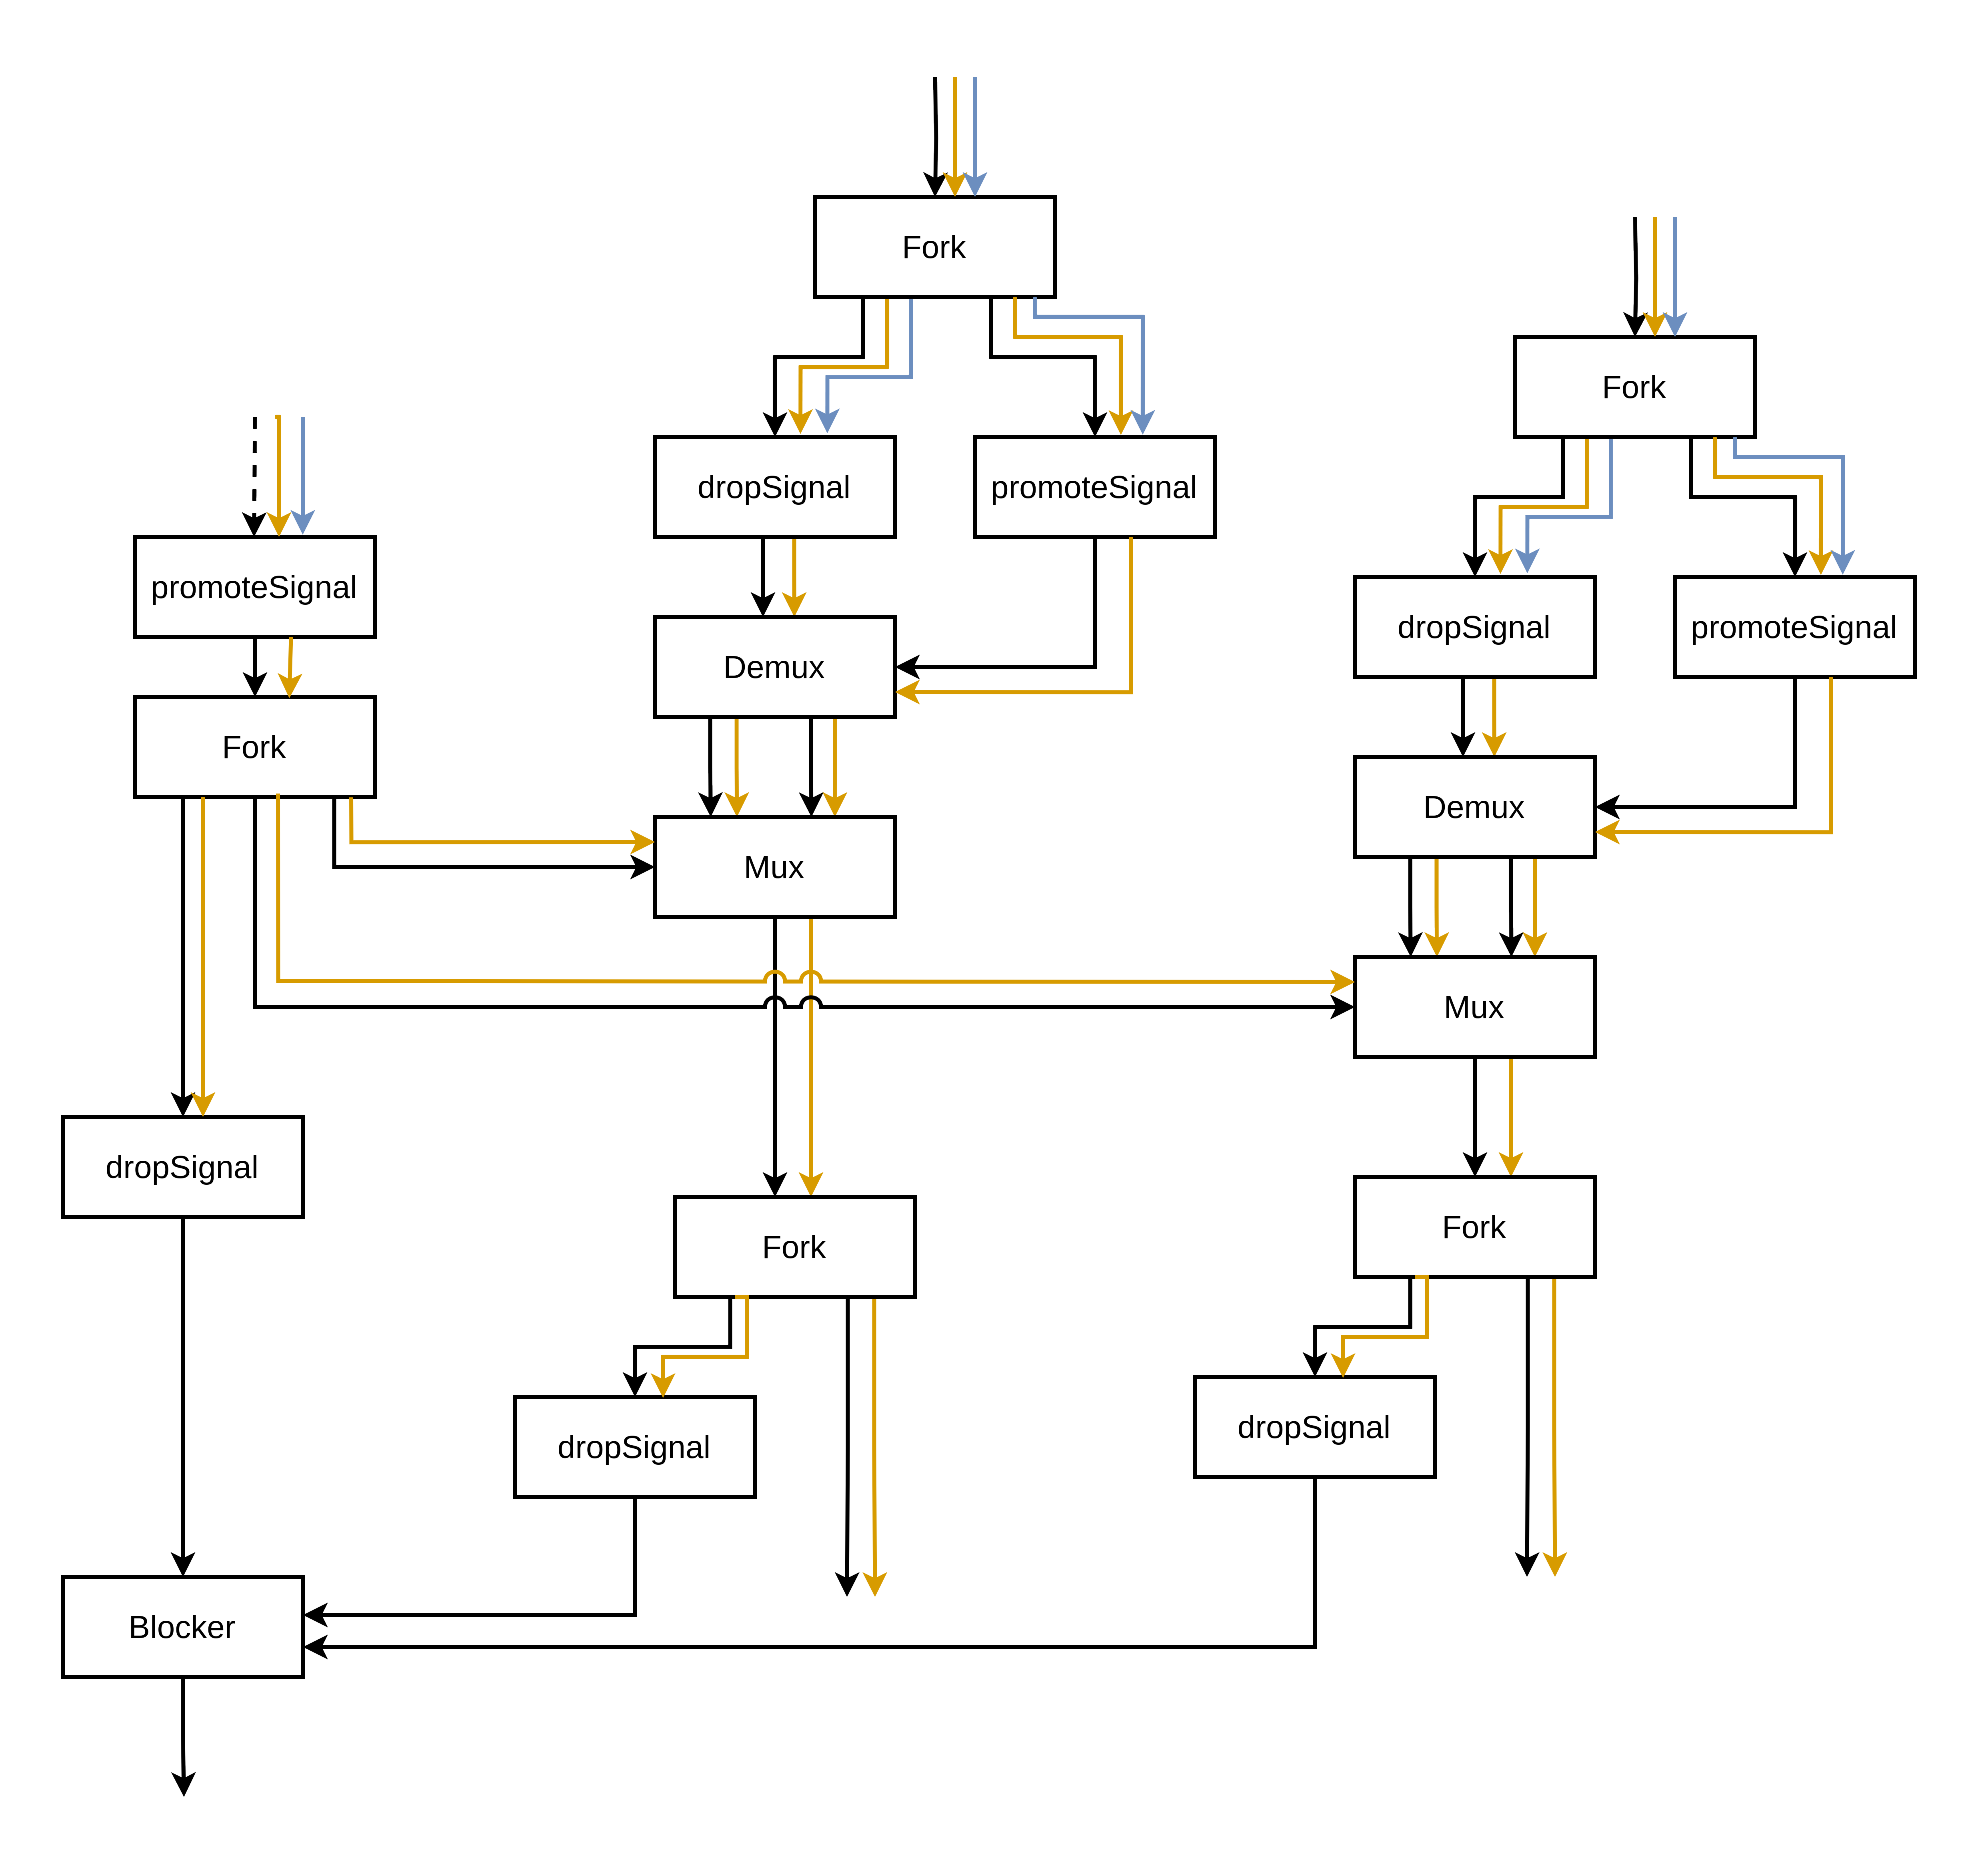 Fork
Fork
dropSignal
promoteSignal
promoteSignal
dropSignal
promoteSignal
Demux
Fork
Demux
Mux
Mux
dropSignal
Fork
Fork
dropSignal
dropSignal
Blocker